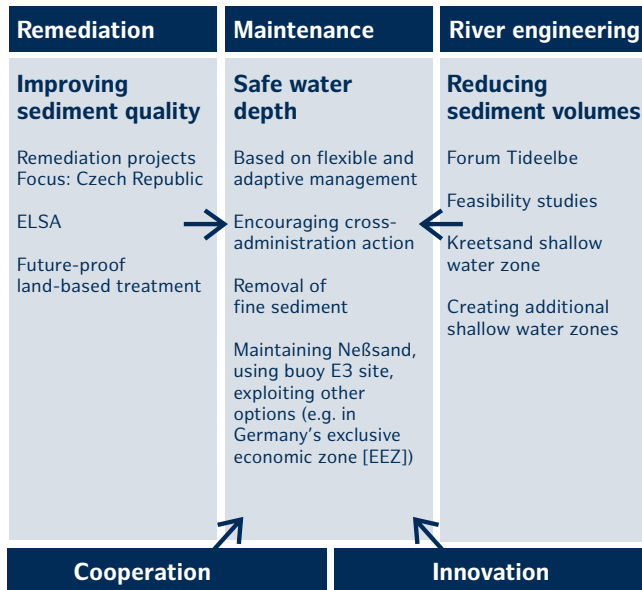 Remediation
Improving
sediment quality
Remediation projects
Focus: Czech Republic
ELSA
Future-proof
land-based treatment
Maintenance
Safe water
depth
Based on flexible and
adaptive management
Encouraging cross-
administration action
Removal of
fine sediment
Maintaining Neßsand,
using buoy E3 site,
exploiting other
options (e.g. in
Germany's exclusive
economic zone [EEZ])
River engineering
Reducing
sediment volumes
Forum Tideelbe
Feasibility studies
Kreetsand shallow
water zone
Creating additional
shallow water zones
Cooperation
Innovation